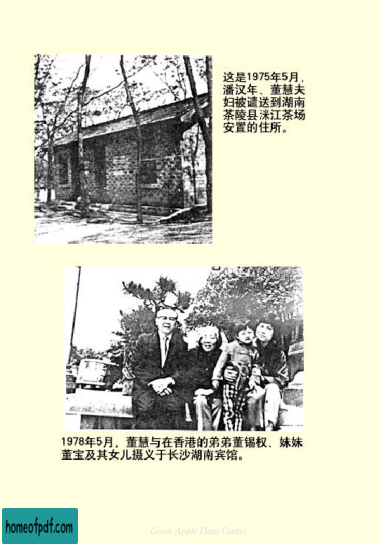 这是1975年5月，
潘汉年、董慧夫
妇被遣送到湖南
茶陵县洣江茶场
安置的住所。
1978年5月，董慧与在香港的弟弟董锡权、妹妹
董宝及其女儿摄义于长沙湖南宾馆。
homeofpdf.com
Green Apple Data Center